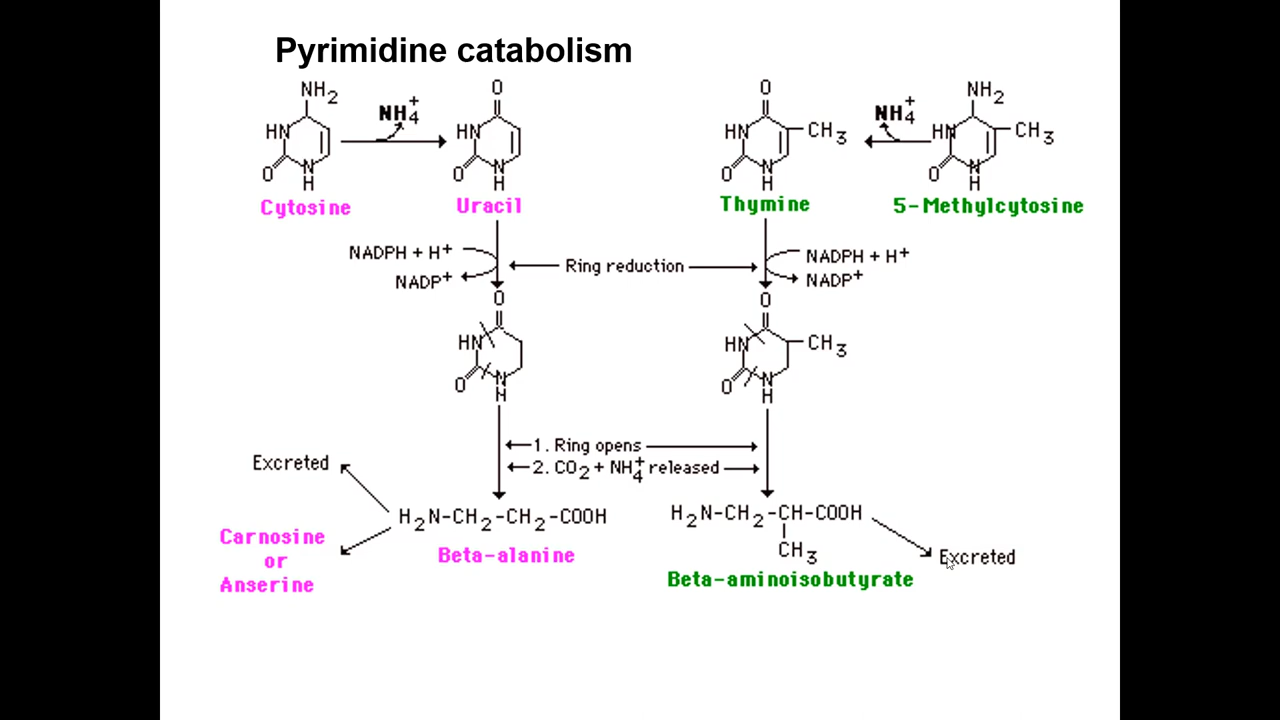 Pyrimidine catabolism
NH2
HN
O
N
H
Cytosine
NH4+
O
HN
O
N
H
Uracil
O
HN
CH3
O
N
H
Thymine
NH4+
NH2
HN
CH3
O
N
H
5-Methylcytosine
NADPH + H+
NADP+
Ring reduction
NADPH + H+
NADP+
O
HN
O
N
H
O
HN
CH3
O
N
H
1. Ring opens
2. CO2 + NH4+ released
Excreted
H2N-CH2-CH2-COOH
Beta-alanine
Carnosine
or
Anserine
H2N-CH2-CH-COOH
CH3
Beta-aminoisobutyrate
Excreted